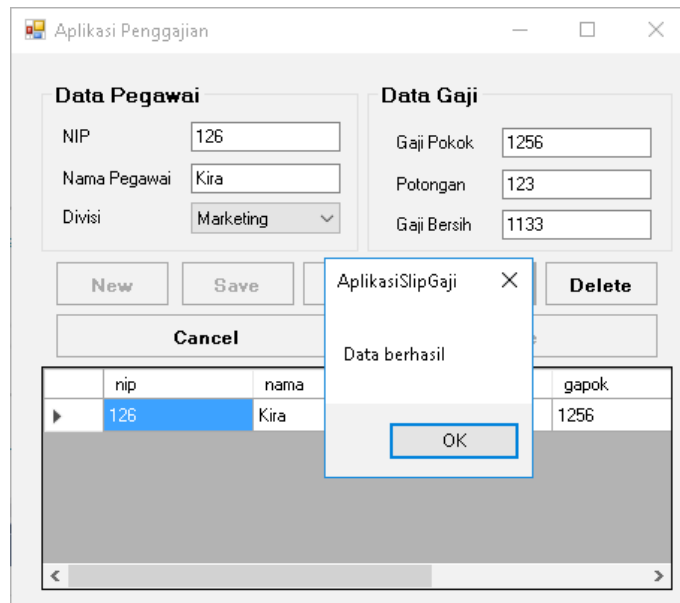 Aplikasi Penggajian
Data Pegawai
NIP 126
Nama Pegawai Kira
Divisi Marketing
Data Gaji
Gaji Pokok 1256
Potongan 123
Gaji Bersih 1133
New Save Delete
Cancel
AplikasiSlipGaji
Data berhasil
OK
nip nama gapok
126 Kira 1256